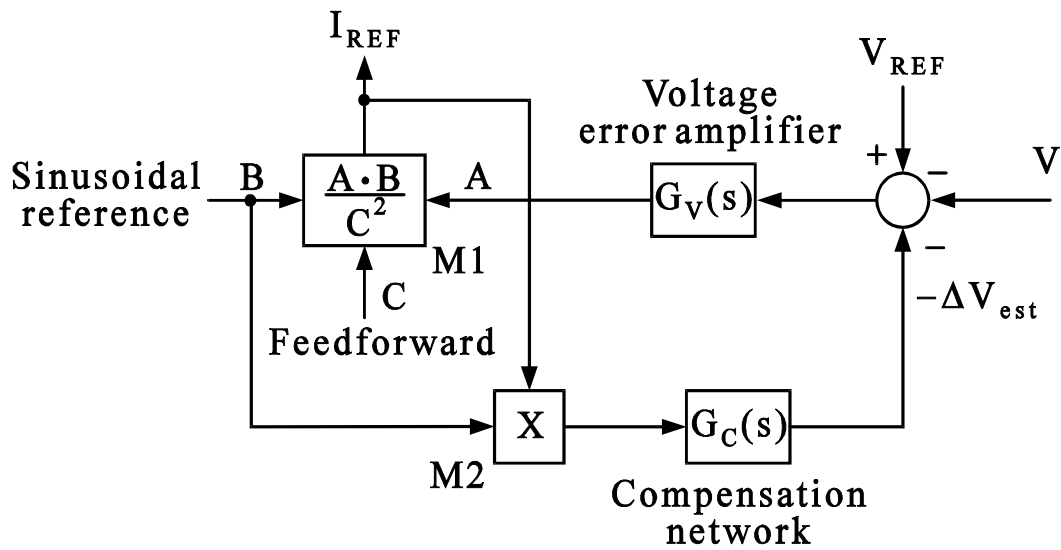 I_REF
V_REF
Voltage
error amplifier
Sinusoidal
reference
B
A·B
C²
A
G_V(s)
+
−
V
M1
−
C
−ΔV_est
Feedforward
X
G_C(s)
M2
Compensation
network